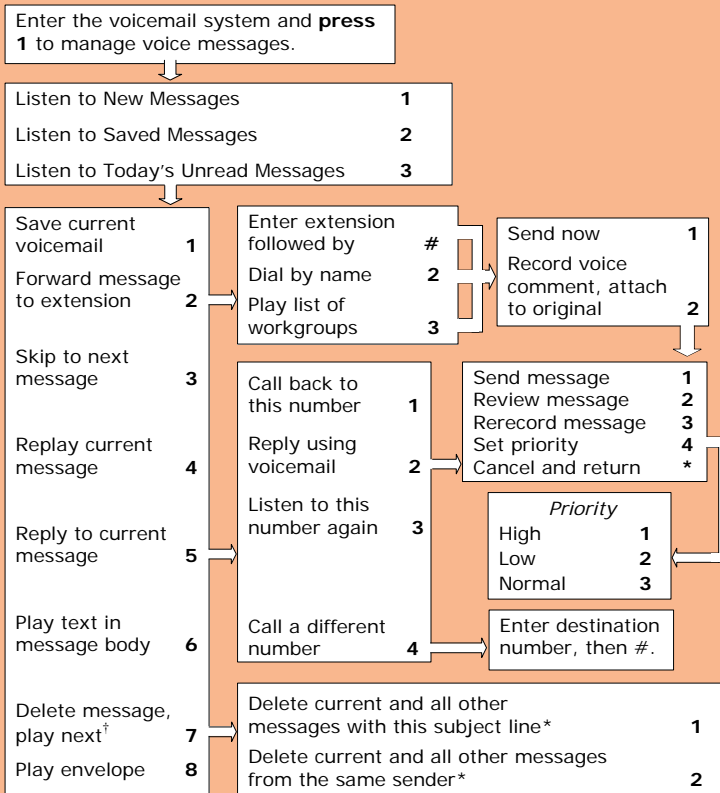 Enter the voicemail system and press
1 to manage voice messages.
Listen to New Messages 1
Listen to Saved Messages 2
Listen to Today's Unread Messages 3
Save current
voicemail 1
Forward message
to extension 2
Skip to next
message 3
Replay current
message 4
Reply to current
message 5
Play text in
message body 6
Delete message,
play next† 7
Play envelope 8
Enter extension
followed by #
Dial by name 2
Play list of
workgroups 3
Send now 1
Record voice
comment, attach
to original 2
Call back to
this number 1
Reply using
voicemail 2
Listen to this
number again 3
Call a different
number 4
Send message 1
Review message 2
Rerecord message 3
Set priority 4
Cancel and return *
Priority
High 1
Low 2
Normal 3
Enter destination
number, then #.
Delete current and all other
messages with this subject line* 1
Delete current and all other messages
from the same sender* 2